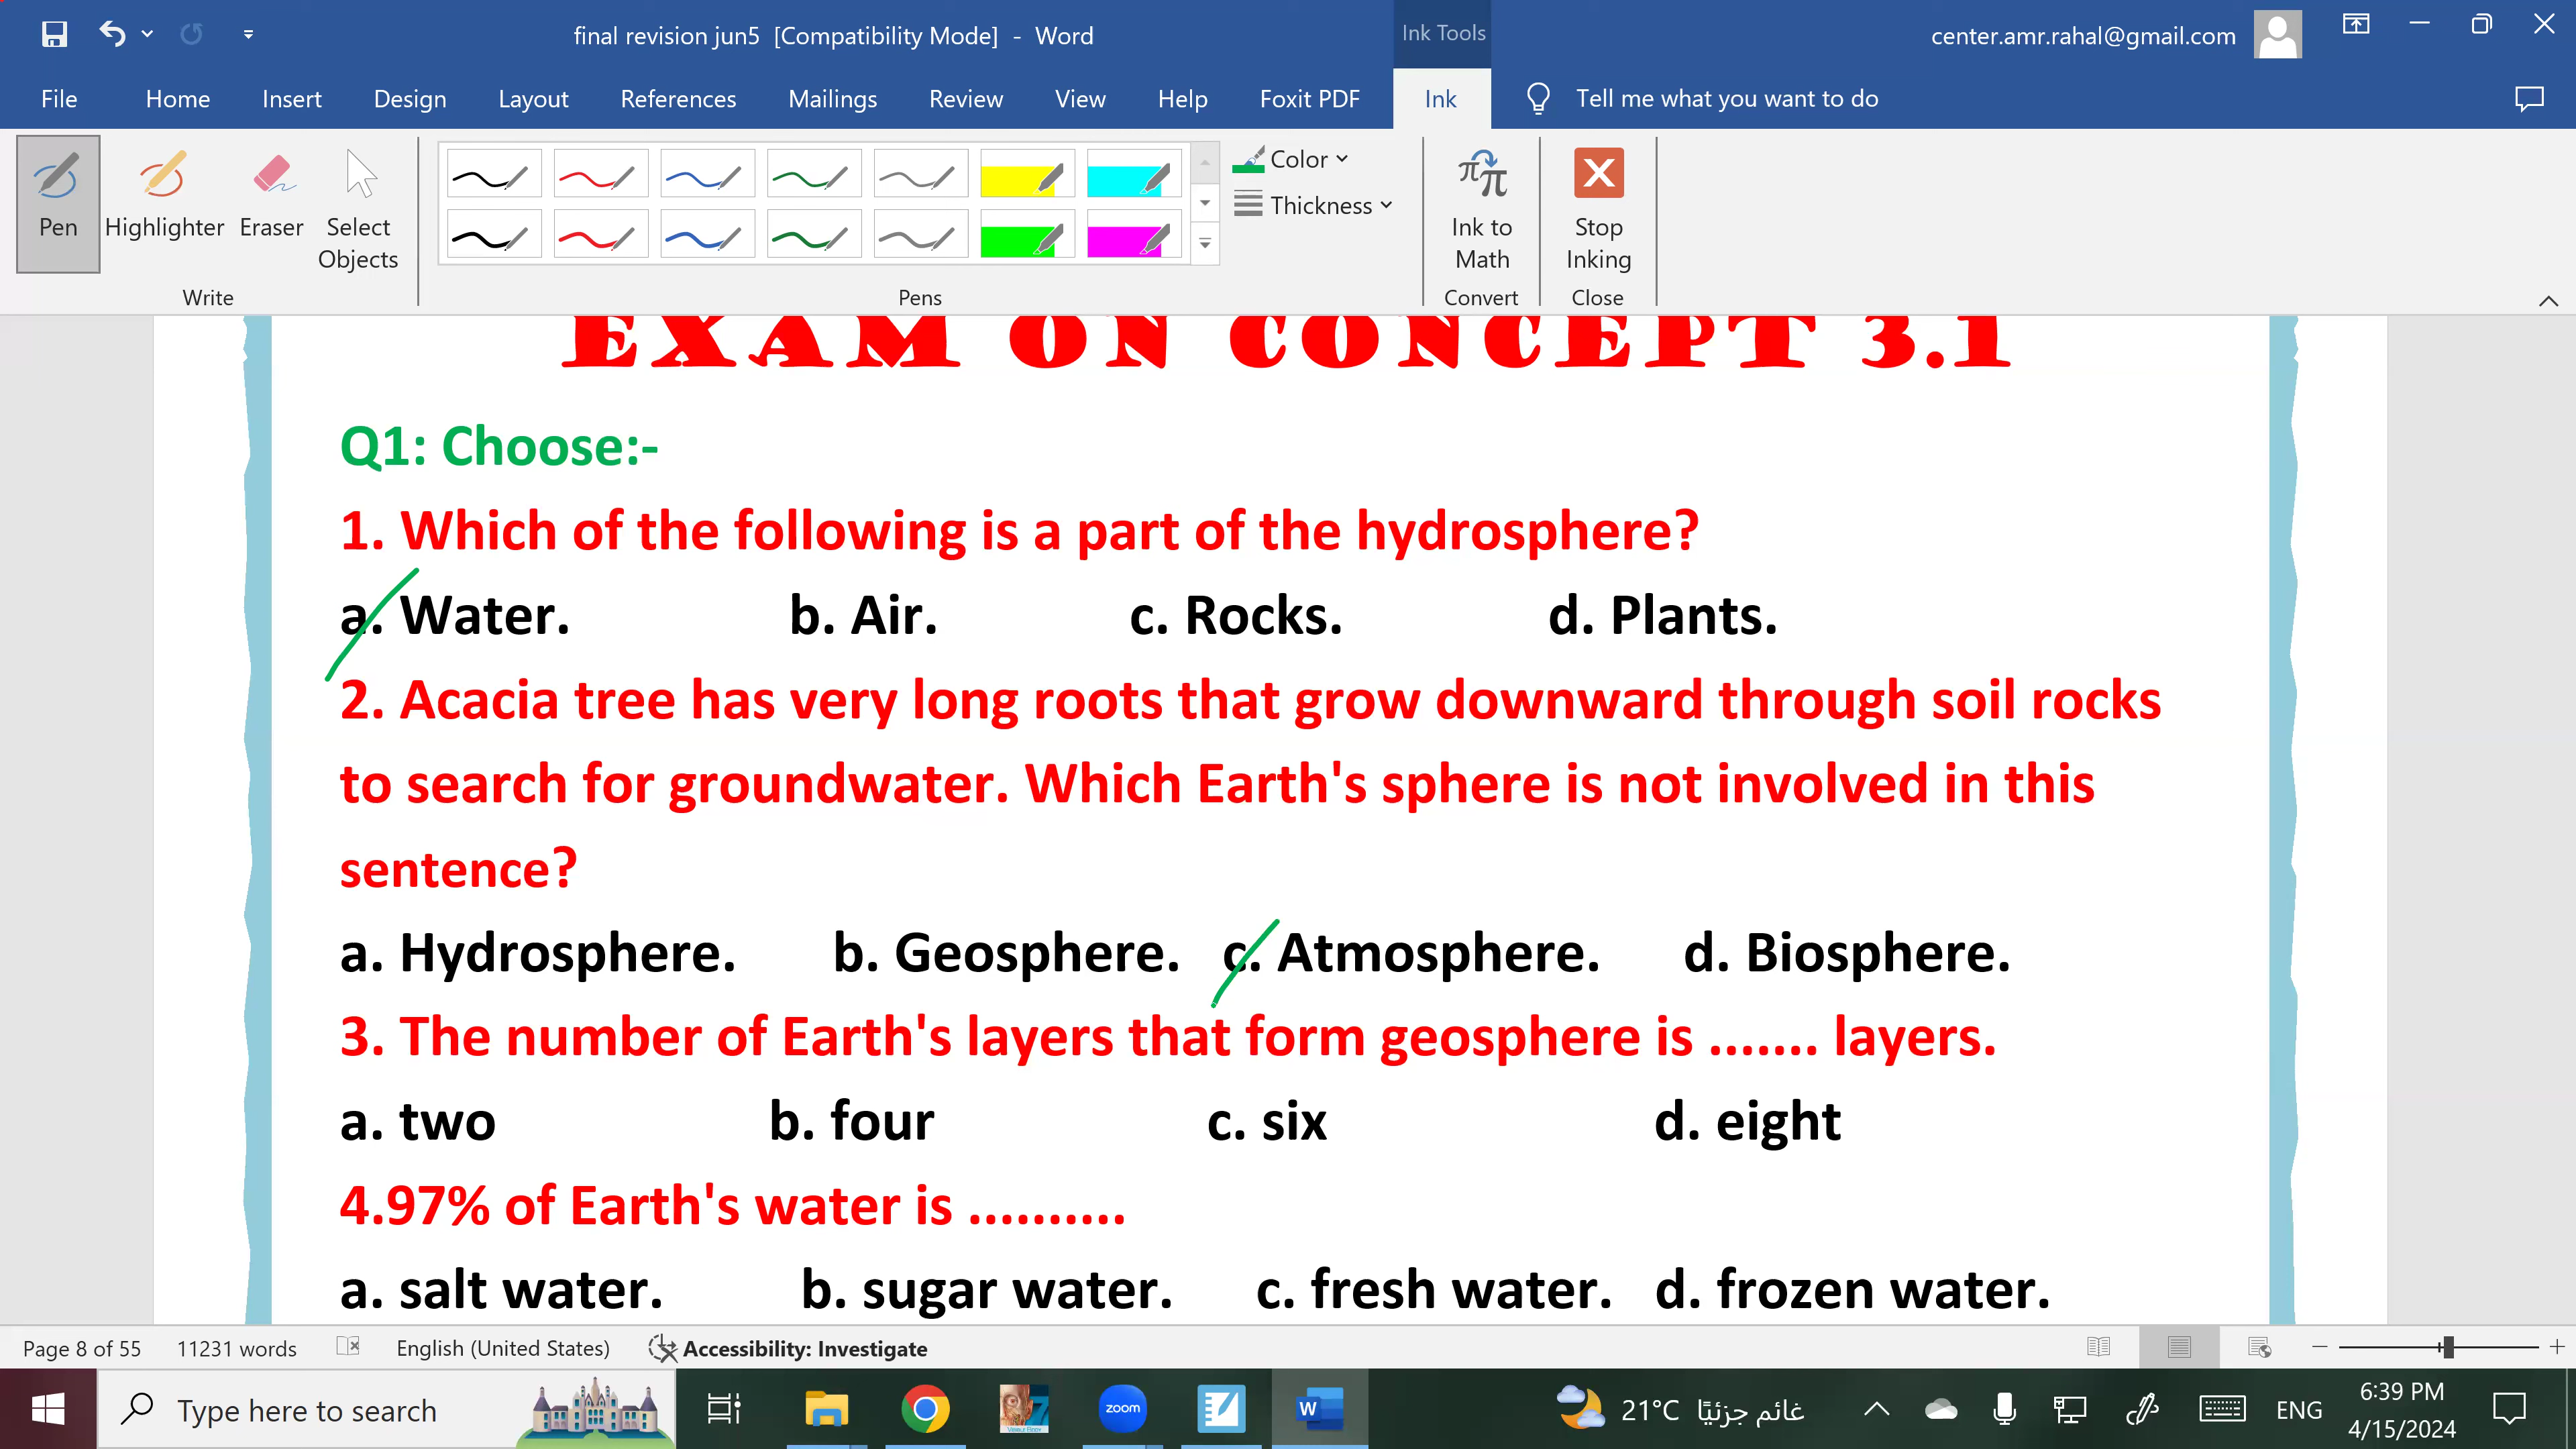 final revision jun5 [Compatibility Mode] - Word
Ink Tools
center.amr.rahal@gmail.com
File Home Insert Design Layout References Mailings Review View Help Foxit PDF Ink Tell me what you want to do
Pen Highlighter Eraser Select Objects
Color
Thickness
Ink to Math
Stop Inking
Write Pens Convert Close
EXAM ON CONCEPT 3.1
Q1: Choose:-
1. Which of the following is a part of the hydrosphere?
a. Water. b. Air. c. Rocks. d. Plants.
2. Acacia tree has very long roots that grow downward through soil rocks
to search for groundwater. Which Earth's sphere is not involved in this
sentence?
a. Hydrosphere. b. Geosphere. c. Atmosphere. d. Biosphere.
3. The number of Earth's layers that form geosphere is ....... layers.
a. two b. four c. six d. eight
4.97% of Earth's water is ..........
a. salt water. b. sugar water. c. fresh water. d. frozen water.
Page 8 of 55 11231 words English (United States) Accessibility: Investigate
Type here to search
zoom
W
21°C غائم جزئيًا
ENG
6:39 PM
4/15/2024